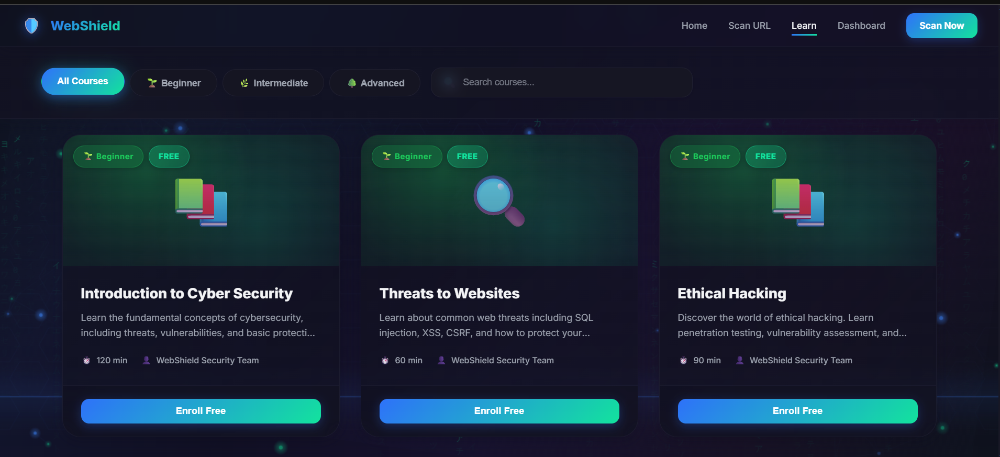 WebShield
Home
Scan URL
Learn
Dashboard
Scan Now
All Courses
Beginner
Intermediate
Advanced
Search courses...
Beginner
FREE
Introduction to Cyber Security
Learn the fundamental concepts of cybersecurity,
including threats, vulnerabilities, and basic protecti...
120 min
WebShield Security Team
Enroll Free
Beginner
FREE
Threats to Websites
Learn about common web threats including SQL
injection, XSS, CSRF, and how to protect your...
60 min
WebShield Security Team
Enroll Free
Beginner
FREE
Ethical Hacking
Discover the world of ethical hacking. Learn
penetration testing, vulnerability assessment, and...
90 min
WebShield Security Team
Enroll Free